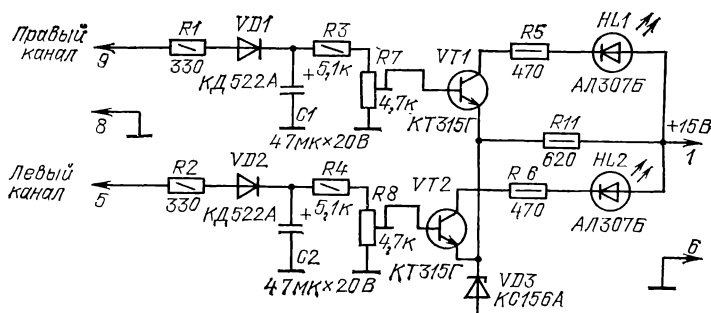 Правый канал
9
R1
330
VD1
КД522А
R3
5,1к
+
C1
47мк×20В
R7
4,7к
VT1
КТ315Г
R5
470
HL1
АЛ307Б
8
R11
620
+15В
1
Левый канал
5
R2
330
VD2
КД522А
R4
5,1к
+
C2
47мк×20В
R8
4,7к
VT2
КТ315Г
R6
470
HL2
АЛ307Б
6
VD3
КС156А